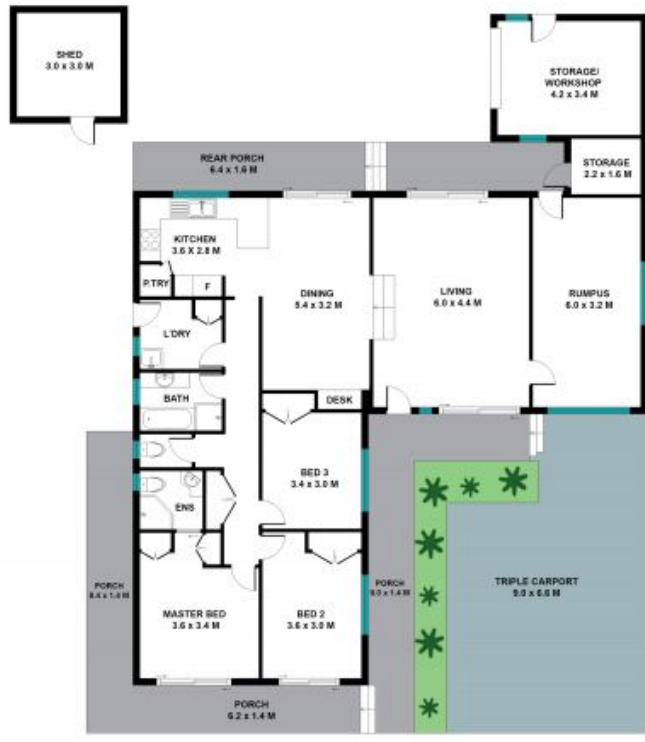 SHED
3.0 x 3.0 M
STORAGE/
WORKSHOP
4.2 x 3.4 M
REAR PORCH
6.4 x 1.6 M
STORAGE
2.2 x 1.6 M
KITCHEN
3.6 X 2.8 M
P.TRY
F
DINING
5.4 x 3.2 M
LIVING
6.0 x 4.4 M
RUMPUS
6.0 x 3.2 M
L'DRY
BATH
DESK
BED 3
3.4 x 3.0 M
ENS
PORCH
8.4 x 1.4 M
MASTER BED
3.6 x 3.4 M
BED 2
3.6 x 3.0 M
PORCH
9.0 x 1.4 M
TRIPLE CARPORT
9.0 x 6.6 M
PORCH
6.2 x 1.4 M